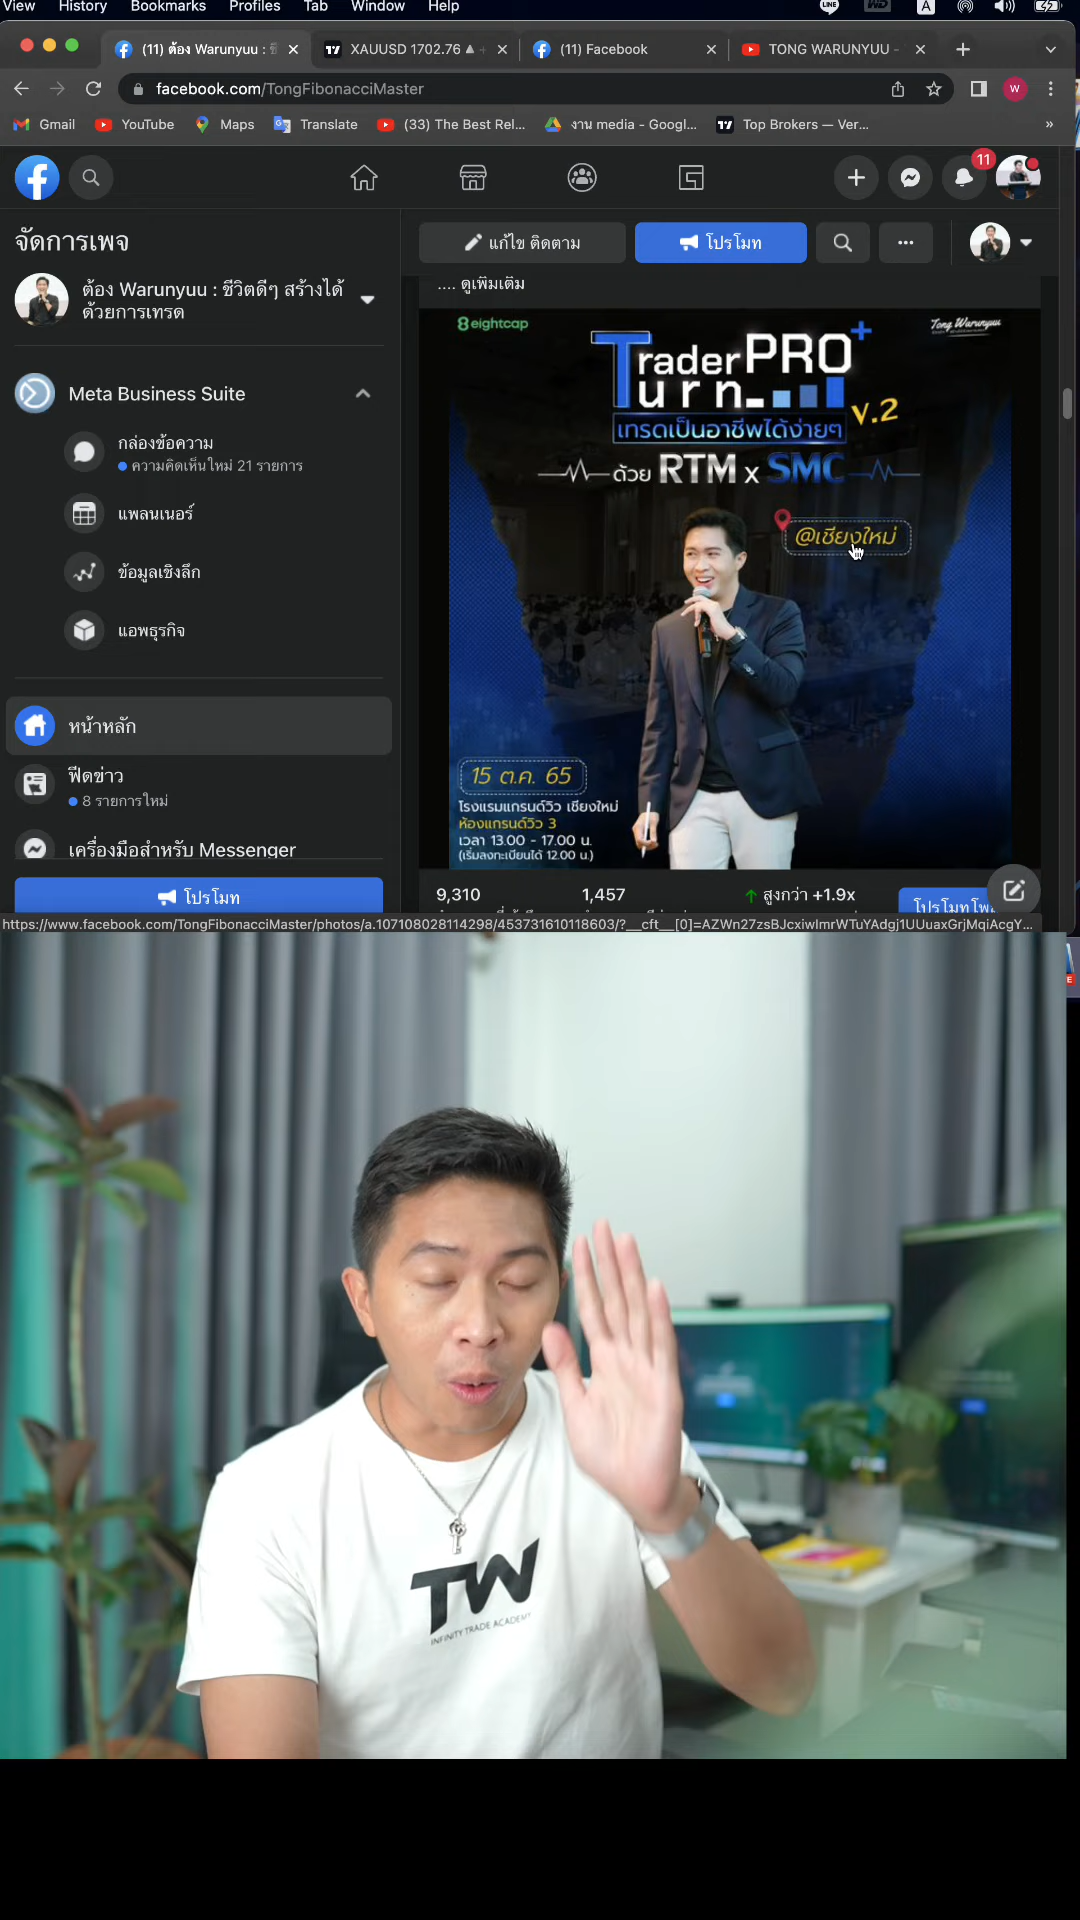 View History Bookmarks Profiles Tab Window Help LINE WD A
(11) ต้อง Warunyuu : XAUUSD 1702.76 (11) Facebook TONG WARUNYUU -
facebook.com/TongFibonacciMaster W
Gmail YouTube Maps Translate (33) The Best Rel... งาน media - Googl... Top Brokers — Ver... »
11
จัดการเพจ
แก้ไข ติดตาม โปรโมท ...
ต้อง Warunyuu : ชีวิตดีๆ สร้างได้
ด้วยการเทรด
.... ดูเพิ่มเติม
Meta Business Suite
กล่องข้อความ
ความคิดเห็นใหม่ 21 รายการ
แพลนเนอร์
ข้อมูลเชิงลึก
แอพธุรกิจ
หน้าหลัก
ฟีดข่าว
8 รายการใหม่
เครื่องมือสำหรับ Messenger
โปรโมท
eightcap
Tong Warunyuu
Trader PRO+
Turn
V.2
เทรดเป็นอาชีพได้ง่ายๆ
ด้วย RTM x SMC
@เชียงใหม่
15 ต.ค. 65
โรงแรมแกรนด์วิว เชียงใหม่
ห้องแกรนด์วิว 3
เวลา 13.00 - 17.00 น.
(เริ่มลงทะเบียนได้ 12.00 น.)
9,310 1,457 สูงกว่า +1.9x
โปรโมทโพ
https://www.facebook.com/TongFibonacciMaster/photos/a.107108028114298/453731610118603/?__cft__[0]=AZWn27zsBJcxiwlmrWTuYAdgj1UUuaxGrjMqiAcgY...
TW
INFINITY TRADE ACADEMY